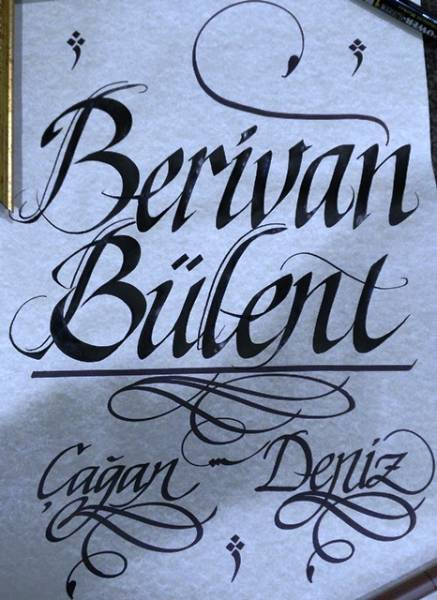 Berivan
Bülent
Çağan - Deniz